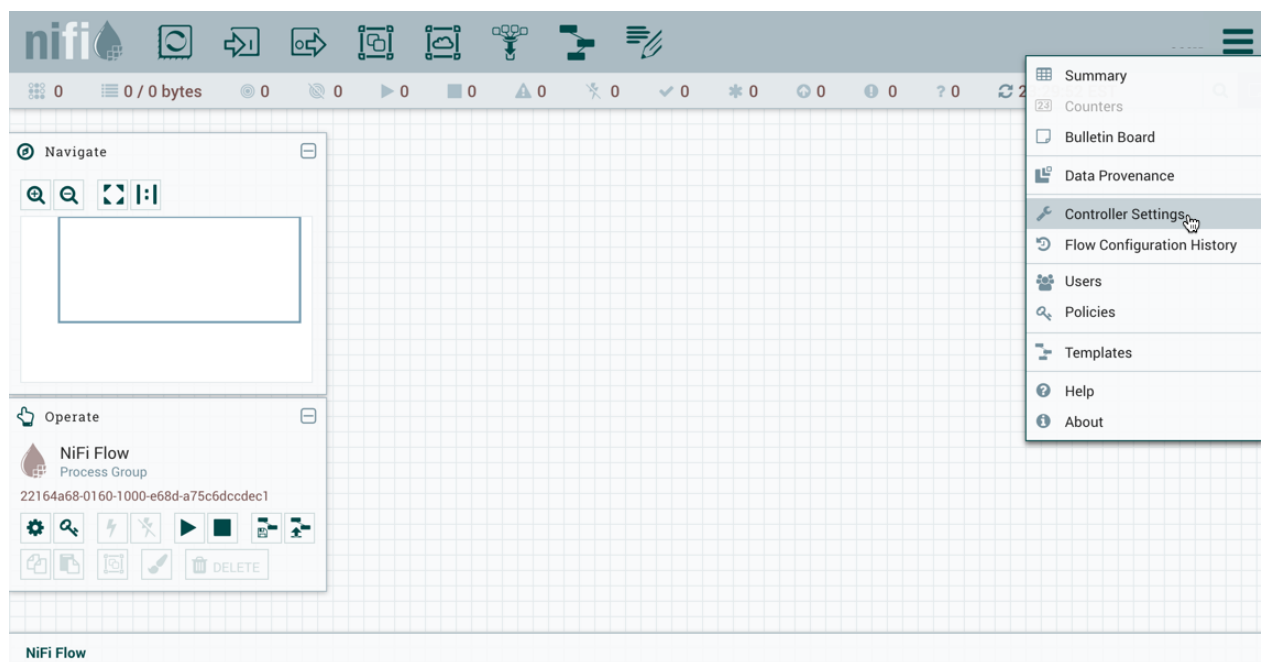 nifi
0
0 / 0 bytes
0
0
0
0
0
0
0
0
0
0
0
2
Summary
23 Counters
Bulletin Board
Data Provenance
Controller Settings
Flow Configuration History
Users
Policies
Templates
Help
About
Navigate
Operate
NiFi Flow
Process Group
22164a68-0160-1000-e68d-a75c6dccdec1
DELETE
NiFi Flow